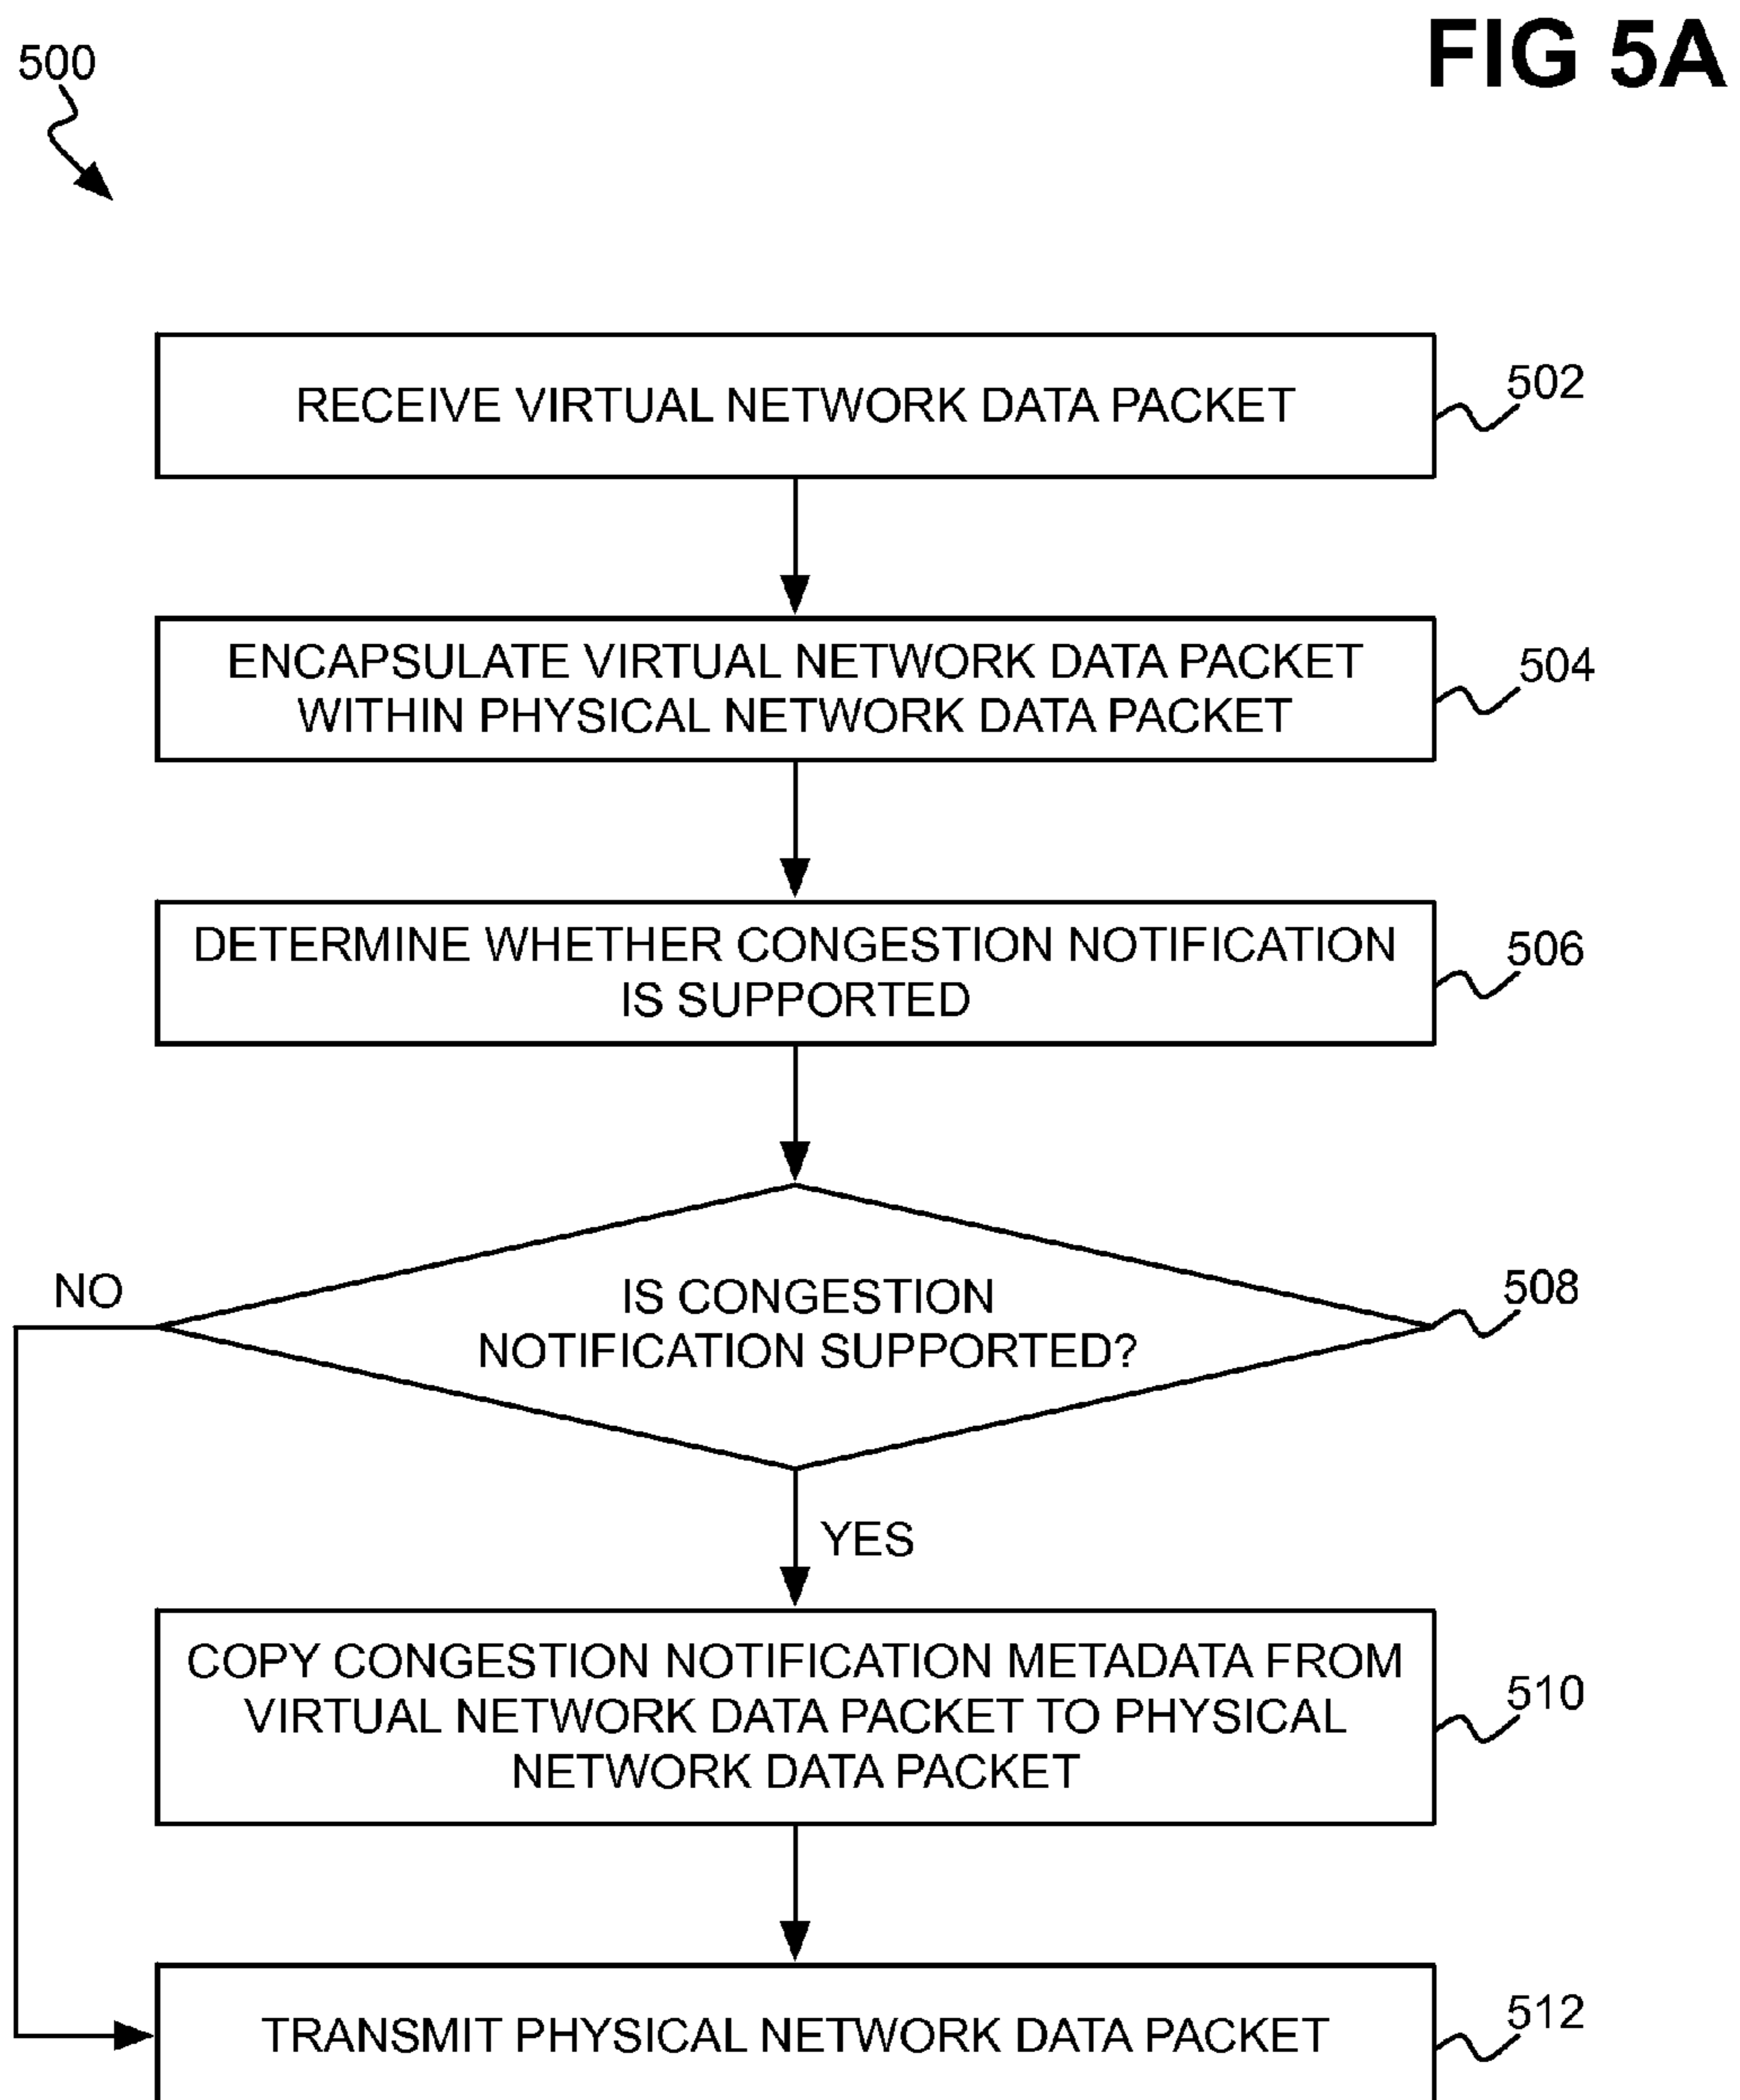 500
FIG 5A
RECEIVE VIRTUAL NETWORK DATA PACKET
502
ENCAPSULATE VIRTUAL NETWORK DATA PACKET
WITHIN PHYSICAL NETWORK DATA PACKET
504
DETERMINE WHETHER CONGESTION NOTIFICATION
IS SUPPORTED
506
NO
IS CONGESTION
NOTIFICATION SUPPORTED?
508
YES
COPY CONGESTION NOTIFICATION METADATA FROM
VIRTUAL NETWORK DATA PACKET TO PHYSICAL
NETWORK DATA PACKET
510
TRANSMIT PHYSICAL NETWORK DATA PACKET
512